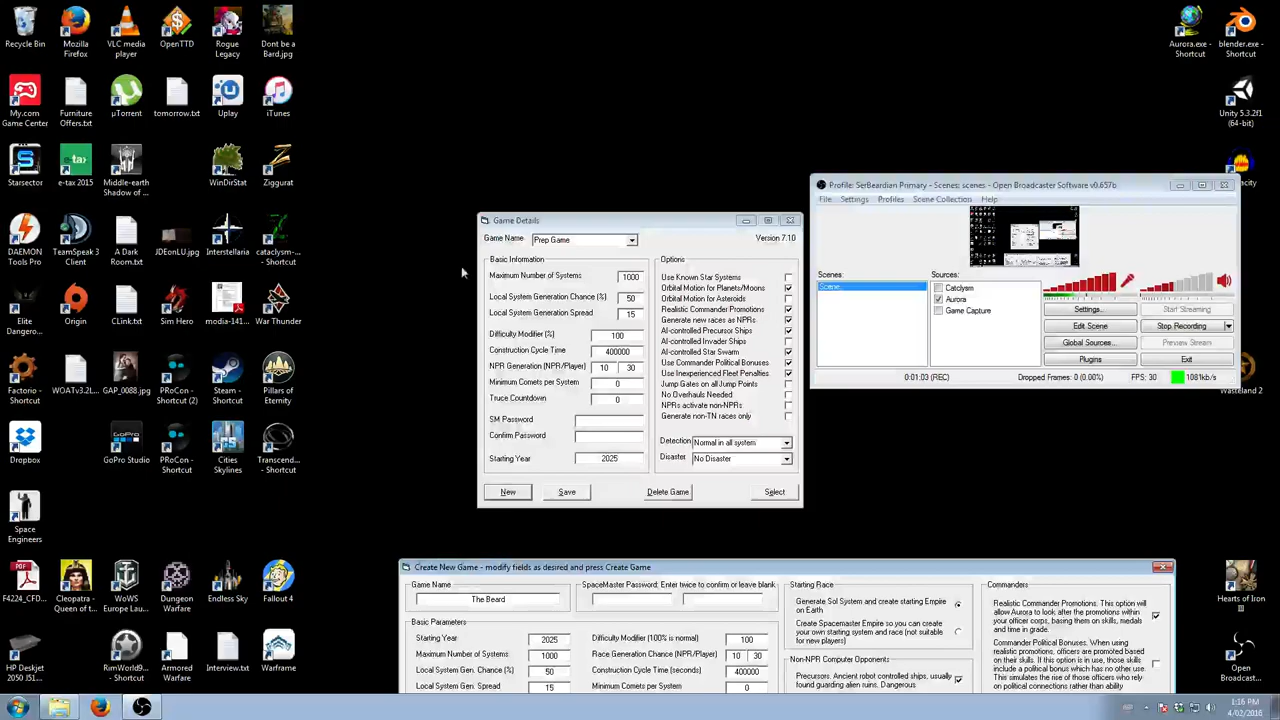 Recycle Bin
Mozilla Firefox
VLC media player
OpenTTD
Rogue Legacy
Dont be a Bard.jpg
My.com Game Center
Furniture Offers.txt
µTorrent
tomorrow.txt
Uplay
iTunes
Starsector
e-tax 2015
Middle-earth Shadow of ...
WinDirStat
Ziggurat
DAEMON Tools Pro
TeamSpeak 3 Client
A Dark Room.txt
JDEonLU.jpg
Interstellaria
cataclysm- - Shortcut
Elite Dangero...
Origin
CLink.txt
Sim Hero
modia-141...
War Thunder
Factorio - Shortcut
WOATv3.2L...
GAP_0088.jpg
PRoCon - Shortcut (2)
Steam - Shortcut
Pillars of Eternity
Dropbox
GoPro Studio
PRoCon - Shortcut
Cities Skylines
Transcend... - Shortcut
Space Engineers
F4224_CFD...
Cleopatra - Queen of t...
WoWS Europe Lau...
Dungeon Warfare
Endless Sky
Fallout 4
HP Deskjet 2050 J51...
RimWorld9... - Shortcut
Armored Warfare
Interview.txt
Warframe
Aurora.exe - Shortcut
blender.exe - Shortcut
Unity 5.3.2f1 (64-bit)
Wasteland 2
Hearts of Iron III
Open Broadcast...
Game Details
Game Name
Prep Game
Version 7.10
Basic Information
Maximum Number of Systems 1000
Local System Generation Chance (%) 50
Local System Generation Spread 15
Difficulty Modifier (%) 100
Construction Cycle Time 400000
NPR Generation (NPR/Player) 10 30
Minimum Comets per System 0
Truce Countdown 0
SM Password
Confirm Password
Starting Year 2025
Options
Use Known Star Systems
Orbital Motion for Planets/Moons
Orbital Motion for Asteroids
Realistic Commander Promotions
Generate new races as NPRs
AI-controlled Precursor Ships
AI-controlled Invader Ships
AI-controlled Star Swarm
Use Commander Political Bonuses
Use Inexperienced Fleet Penalties
Jump Gates on all Jump Points
No Overhauls Needed
NPRs activate non-NPRs
Generate non-TN races only
Detection Normal in all system
Disaster No Disaster
New Save Delete Game Select
Profile: SerBeardian Primary - Scenes: scenes - Open Broadcaster Software v0.657b
File Settings Profiles Scene Collection Help
Scenes:
Scene
Sources:
Catclysm
Aurora
Game Capture
Settings...
Start Streaming
Edit Scene
Stop Recording
Global Sources...
Preview Stream
Plugins
Exit
0:01:03 (REC) Dropped Frames: 0 (0.00%) FPS: 30 1081kb/s
Create New Game - modify fields as desired and press Create Game
Game Name
The Beard
SpaceMaster Password: Enter twice to confirm or leave blank
Basic Parameters
Starting Year 2025
Maximum Number of Systems 1000
Local System Gen. Chance (%) 50
Local System Gen. Spread 15
Difficulty Modifier (100% is normal) 100
Race Generation Chance (NPR/Player) 10 30
Construction Cycle Time (seconds) 400000
Minimum Comets per System 0
Starting Race
Generate Sol System and create starting Empire on Earth
Create Spacemaster Empire so you can create your own starting system and race (not suitable for new players)
Non-NPR Computer Opponents
Precursors. Ancient robot controlled ships, usually found guarding alien ruins. Dangerous
Commanders
Realistic Commander Promotions. This option will allow Aurora to look after the promotions within your officer corps, basing them on skills, medals and time in grade.
Commander Political Bonuses. When using realistic promotions, officers are promoted based on their skills. If this option is in use, those skills include a political bonus which has no other use. This simulates the rise of those officers who rely on political connections rather than ability
1:16 PM
4/02/2016